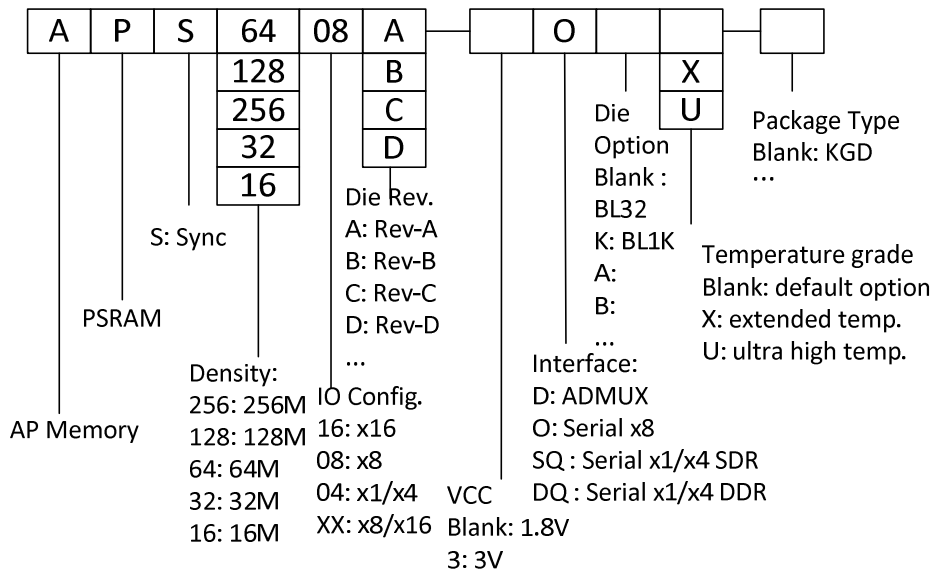 A P S 64 08 A O
128 B X
256 C U
32 D
16
Die
Option
Blank :
BL32
K: BL1K
A:
B:
...
Package Type
Blank: KGD
...
Die Rev.
A: Rev-A
B: Rev-B
C: Rev-C
D: Rev-D
...
S: Sync
Temperature grade
Blank: default option
X: extended temp.
U: ultra high temp.
PSRAM
Density:
256: 256M
128: 128M
64: 64M
32: 32M
16: 16M
IO Config.
16: x16
08: x8
04: x1/x4
XX: x8/x16
Interface:
D: ADMUX
O: Serial x8
SQ : Serial x1/x4 SDR
DQ : Serial x1/x4 DDR
AP Memory
VCC
Blank: 1.8V
3: 3V